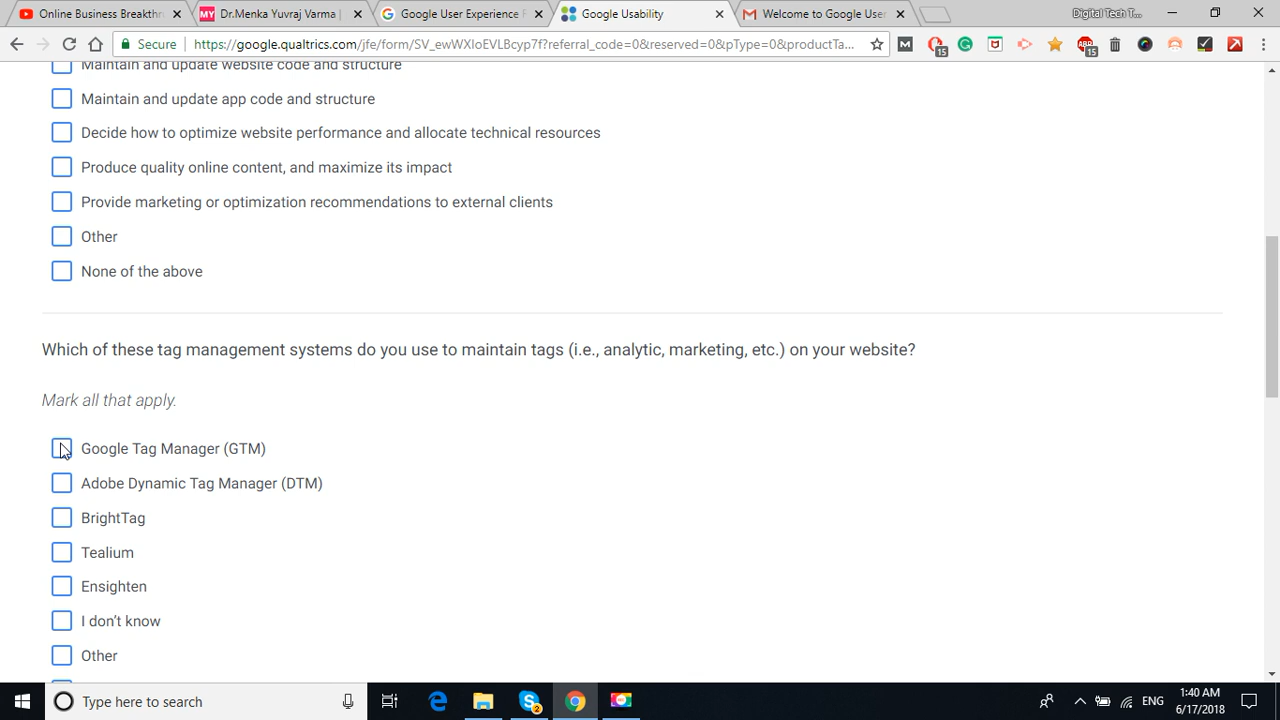 Online Business Breakthr
Dr.Menka Yuvraj Varma |
Google User Experience R
Google Usability
Welcome to Google User
Digital Tech T...
Secure
https://google.qualtrics.com/jfe/form/SV_ewWXIoEVLBcyp7f?referral_code=0&reserved=0&pType=0&productTa...
15
15
Maintain and update website code and structure
Maintain and update app code and structure
Decide how to optimize website performance and allocate technical resources
Produce quality online content, and maximize its impact
Provide marketing or optimization recommendations to external clients
Other
None of the above
Which of these tag management systems do you use to maintain tags (i.e., analytic, marketing, etc.) on your website?
Mark all that apply.
Google Tag Manager (GTM)
Adobe Dynamic Tag Manager (DTM)
BrightTag
Tealium
Ensighten
I don't know
Other
Type here to search
2
ENG
1:40 AM
6/17/2018